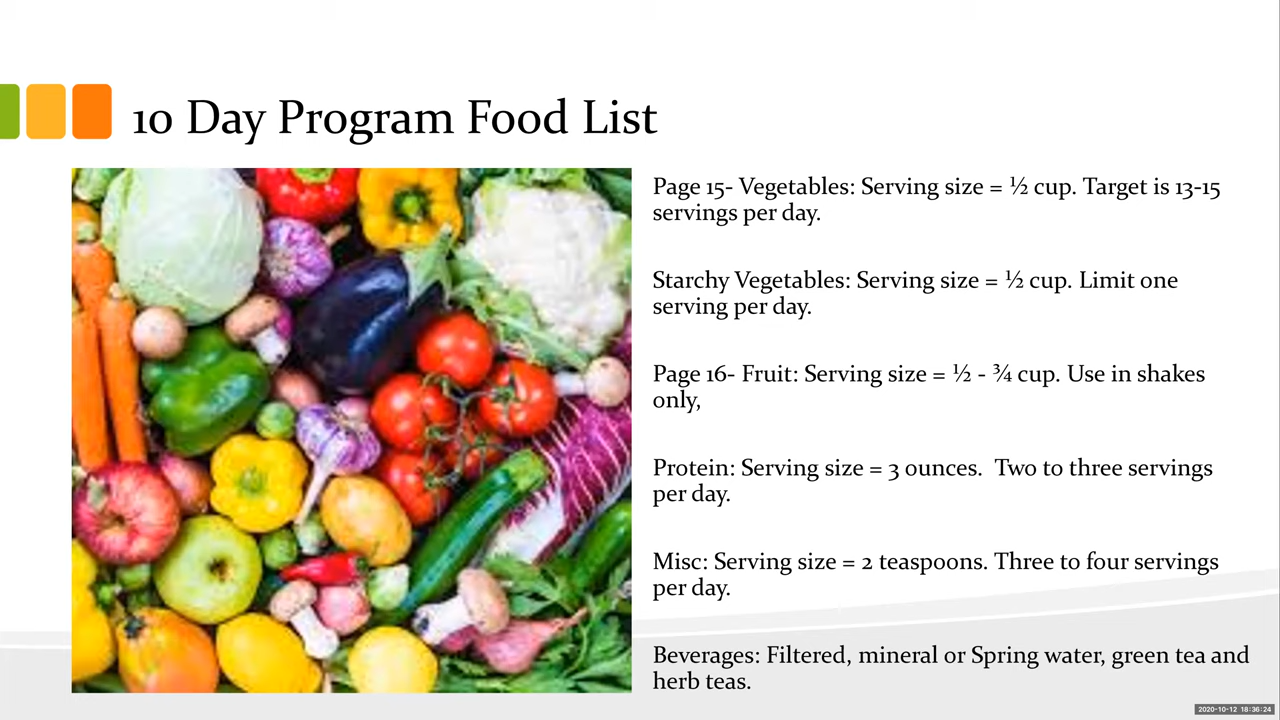 10 Day Program Food List
Page 15- Vegetables: Serving size = ½ cup. Target is 13-15
servings per day.
Starchy Vegetables: Serving size = ½ cup. Limit one
serving per day.
Page 16- Fruit: Serving size = ½ - ¾ cup. Use in shakes
only,
Protein: Serving size = 3 ounces.  Two to three servings
per day.
Misc: Serving size = 2 teaspoons. Three to four servings
per day.
Beverages: Filtered, mineral or Spring water, green tea and
herb teas.
2020-10-12 18:36:24